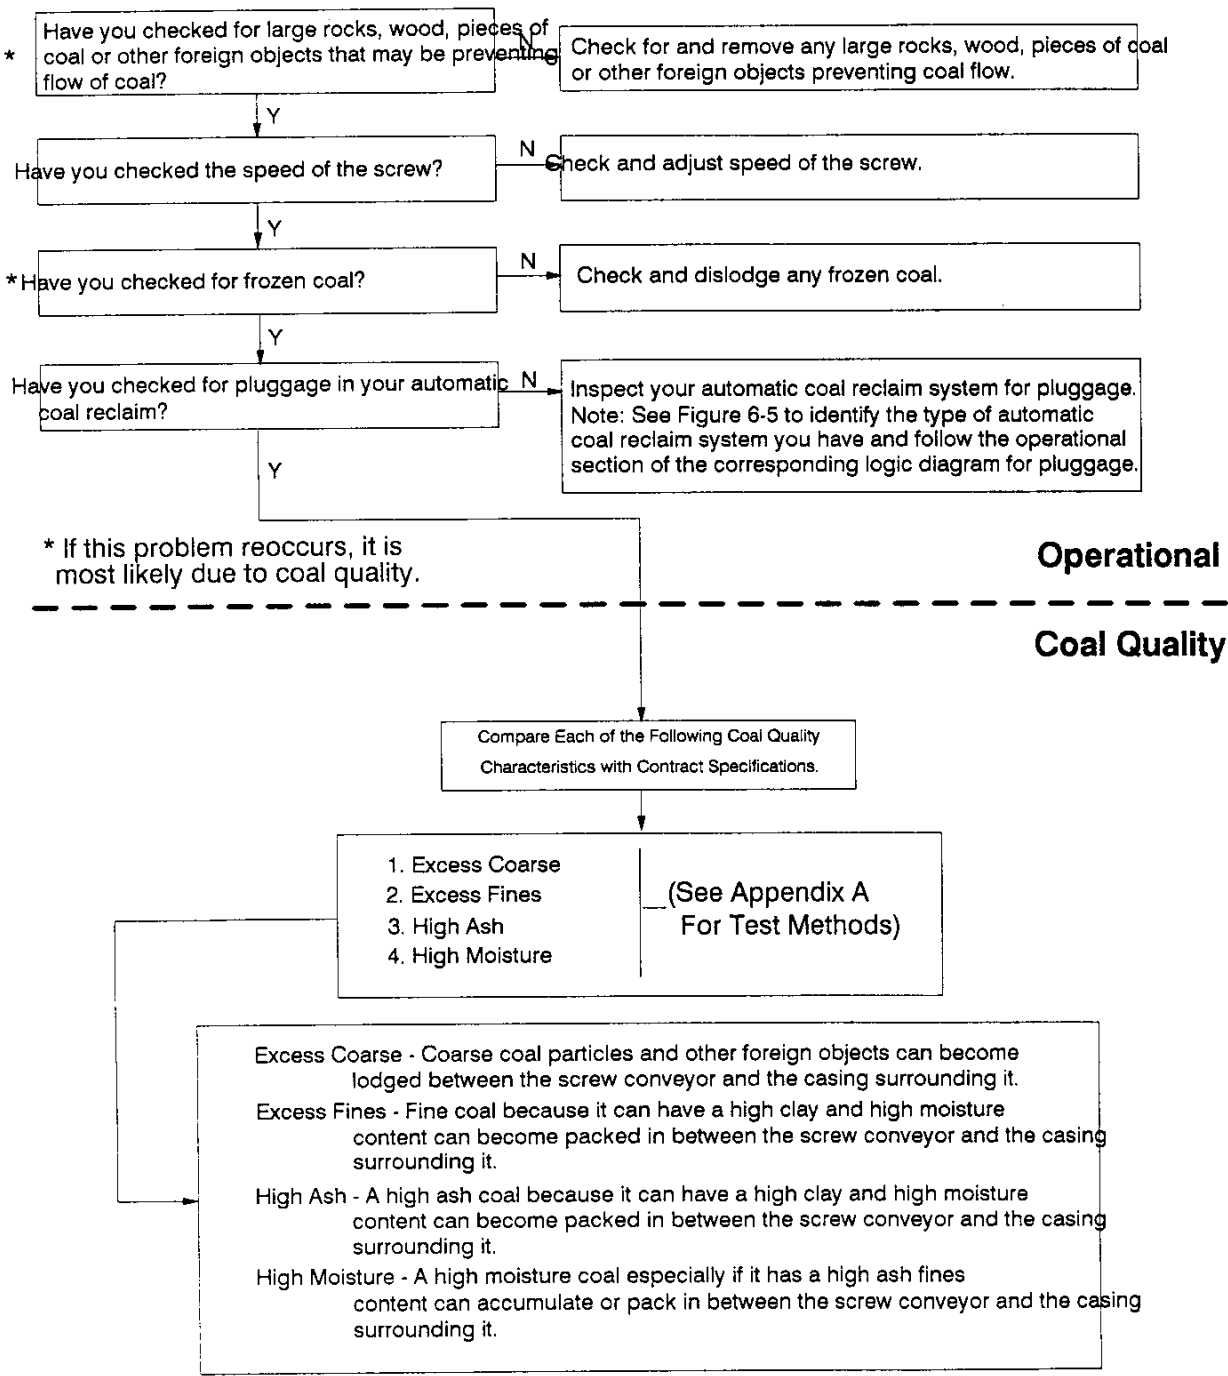 Have you checked for large rocks, wood, pieces of
* coal or other foreign objects that may be preventing
flow of coal?
N
Check for and remove any large rocks, wood, pieces of coal
or other foreign objects preventing coal flow.
Y
Have you checked the speed of the screw?
N
Check and adjust speed of the screw.
Y
* Have you checked for frozen coal?
N
Check and dislodge any frozen coal.
Y
Have you checked for pluggage in your automatic
coal reclaim?
N
Inspect your automatic coal reclaim system for pluggage.
Note: See Figure 6-5 to identify the type of automatic
coal reclaim system you have and follow the operational
section of the corresponding logic diagram for pluggage.
Y
* If this problem reoccurs, it is
most likely due to coal quality.
Operational
Coal Quality
Compare Each of the Following Coal Quality
Characteristics with Contract Specifications.
1. Excess Coarse
2. Excess Fines
3. High Ash
4. High Moisture
(See Appendix A
For Test Methods)
Excess Coarse - Coarse coal particles and other foreign objects can become
lodged between the screw conveyor and the casing surrounding it.
Excess Fines - Fine coal because it can have a high clay and high moisture
content can become packed in between the screw conveyor and the casing
surrounding it.
High Ash - A high ash coal because it can have a high clay and high moisture
content can become packed in between the screw conveyor and the casing
surrounding it.
High Moisture - A high moisture coal especially if it has a high ash fines
content can accumulate or pack in between the screw conveyor and the casing
surrounding it.